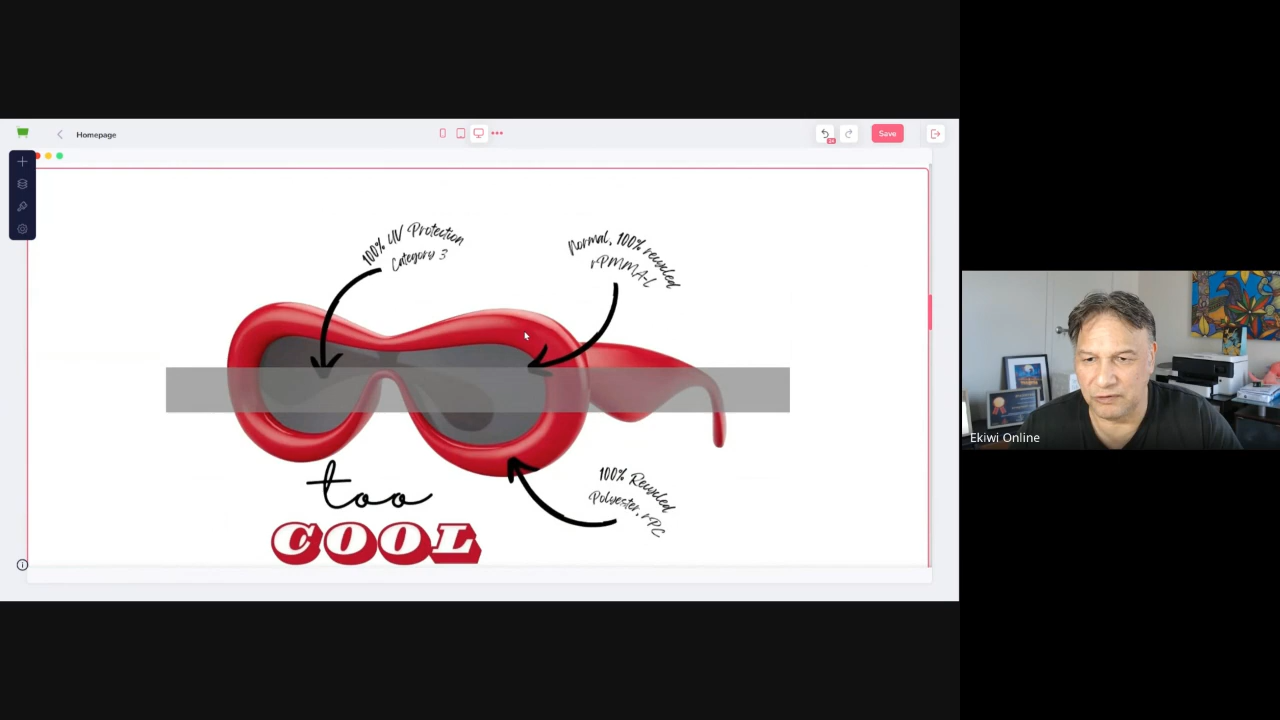 Homepage
Save
100% UV Protection
Category 3
Normal, 100% recycled
rPMMA-L
100% Recycled
Polyester, rPC
too
COOL
Ekiwi Online